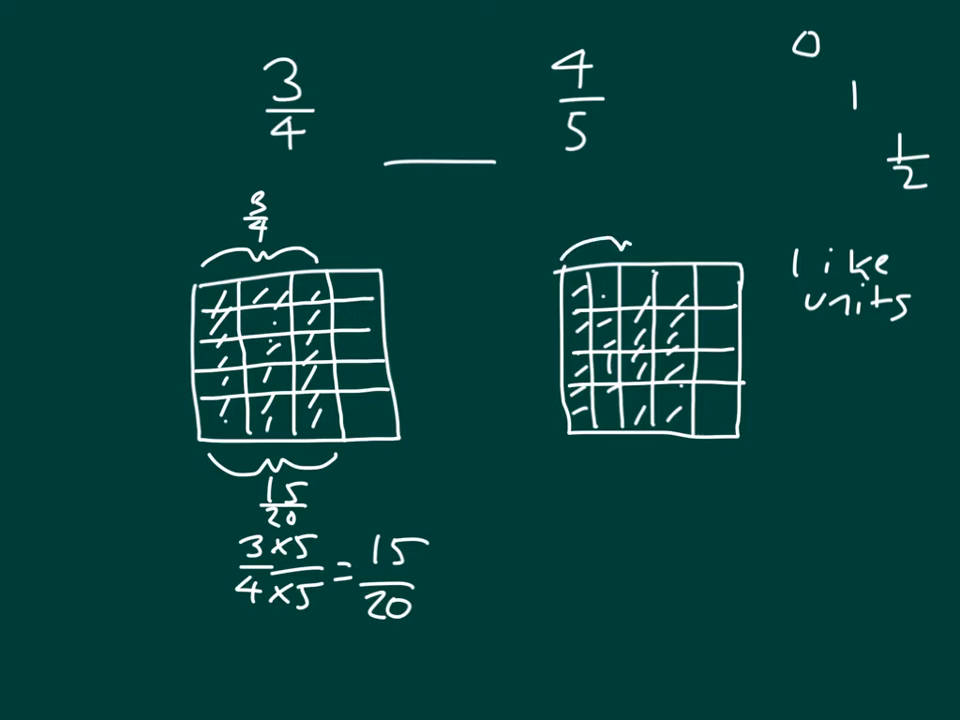 3/4 ___ 4/5
0
1
1/2
3/4
like
units
15/20
3×5/4×5 = 15/20